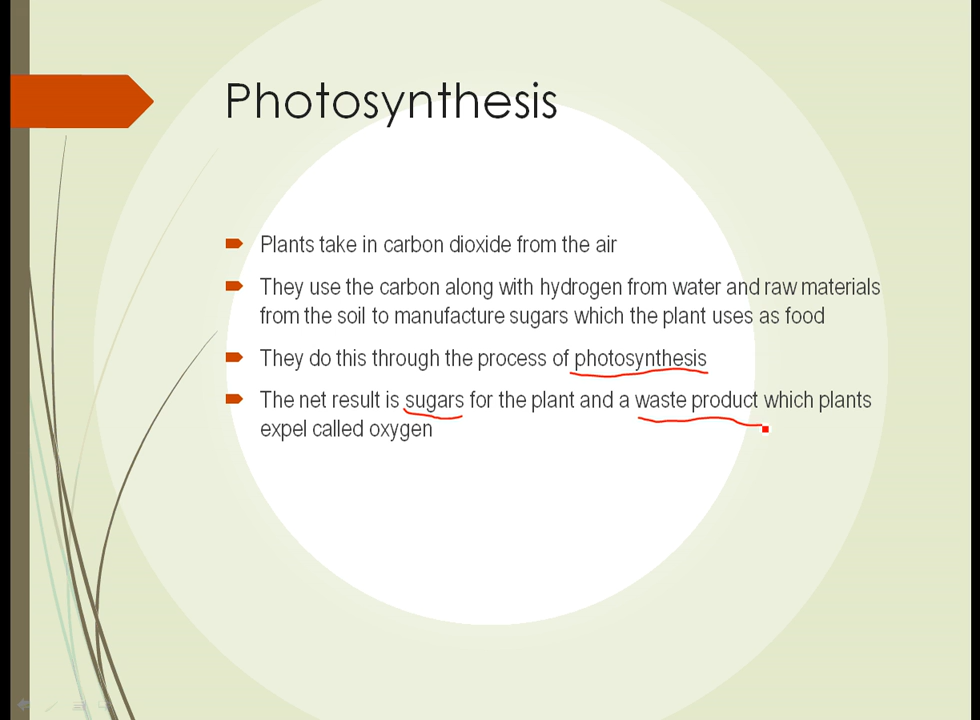 Photosynthesis
Plants take in carbon dioxide from the air
They use the carbon along with hydrogen from water and raw materials
from the soil to manufacture sugars which the plant uses as food
They do this through the process of photosynthesis
The net result is sugars for the plant and a waste product which plants
expel called oxygen